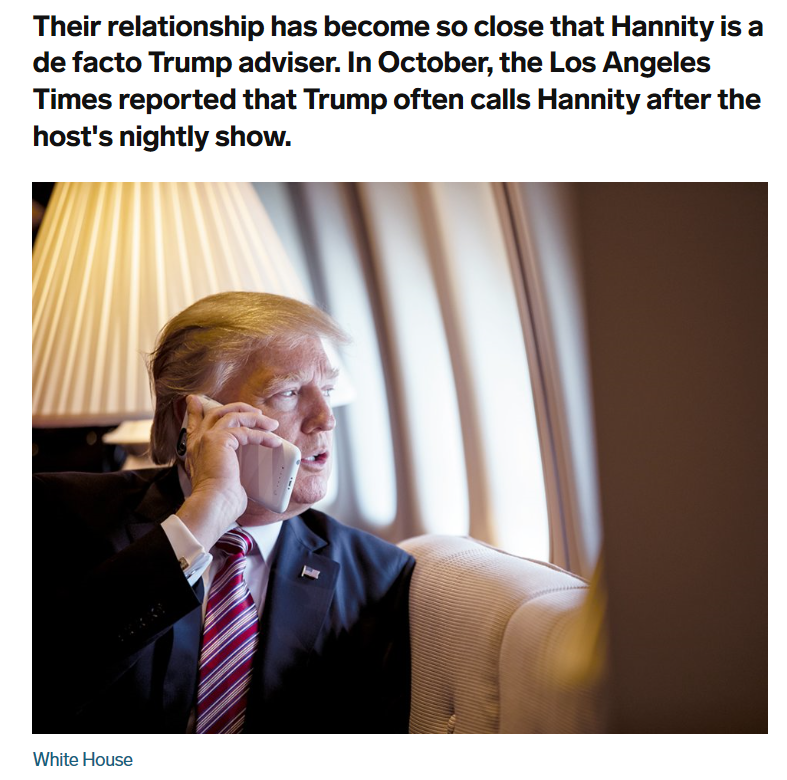 Their relationship has become so close that Hannity is a
de facto Trump adviser. In October, the Los Angeles
Times reported that Trump often calls Hannity after the
host's nightly show.
White House